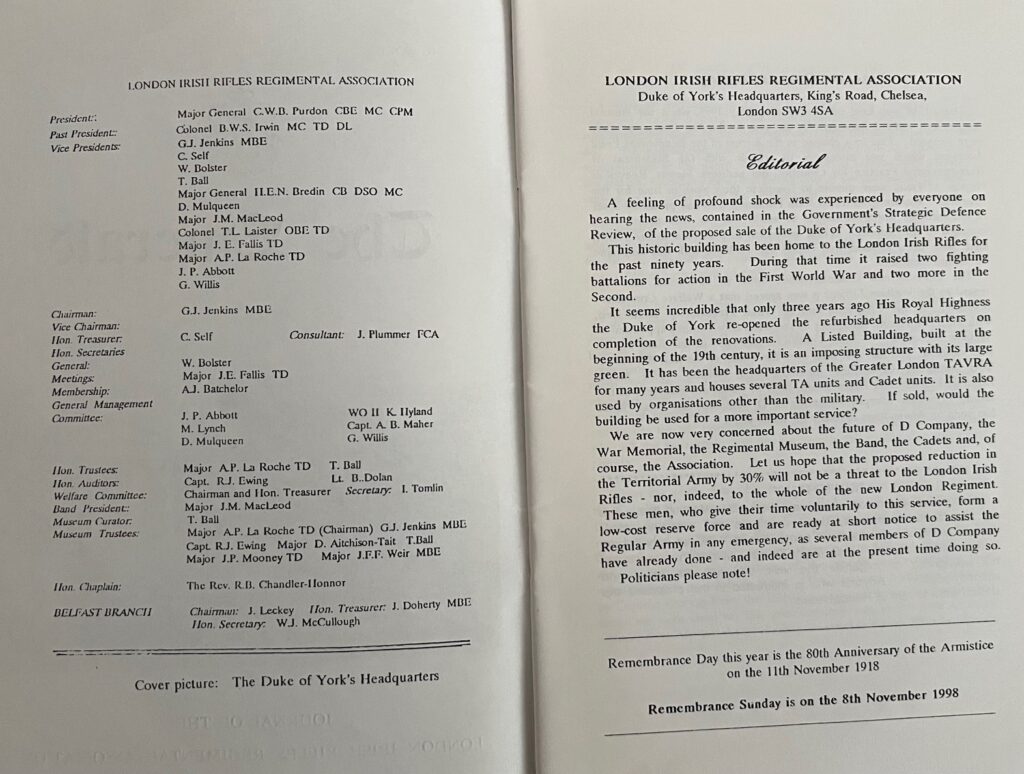 LONDON IRISH RIFLES REGIMENTAL ASSOCIATION
President: Major General C.W.B. Purdon CBE MC CPM
Past President: Colonel B.W.S. Irwin MC TD DL
Vice Presidents: G.J. Jenkins MBE
C. Self
W. Bolster
T. Ball
Major General H.E.N. Bredin CB DSO MC
D. Mulqueen
Major J.M. MacLeod
Colonel T.L. Laister OBE TD
Major J. E. Fallis TD
Major A.P. La Roche TD
J. P. Abbott
G. Willis
Chairman: G.J. Jenkins MBE
Vice Chairman:
Hon. Treasurer: C. Self Consultant: J. Plummer FCA
Hon. Secretaries
General: W. Bolster
Meetings: Major J.E. Fallis TD
Membership: A.J. Batchelor
General Management
Committee: J. P. Abbott WO II K. Hyland
M. Lynch Capt. A. B. Maher
D. Mulqueen G. Willis
Hon. Trustees: Major A.P. La Roche TD T. Ball
Hon. Auditors: Capt. R.J. Ewing Lt. B. Dolan
Welfare Committee: Chairman and Hon. Treasurer Secretary: I. Tomlin
Band President: Major J.M. MacLeod
Museum Curator: T. Ball
Museum Trustees: Major A.P. La Roche TD (Chairman) G.J. Jenkins MBE
Capt. R.J. Ewing Major D. Aitchison-Tait T.Ball
Major J.P. Mooney TD Major J.F.F. Weir MBE
Hon. Chaplain: The Rev. R.B. Chandler-Honnor
BELFAST BRANCH Chairman: J. Leckey Hon. Treasurer: J. Doherty MBE
Hon. Secretary: W.J. McCullough
Cover picture: The Duke of York's Headquarters
LONDON IRISH RIFLES REGIMENTAL ASSOCIATION
Duke of York's Headquarters, King's Road, Chelsea,
London SW3 4SA
Editorial
A feeling of profound shock was experienced by everyone on
hearing the news, contained in the Government's Strategic Defence
Review, of the proposed sale of the Duke of York's Headquarters.
This historic building has been home to the London Irish Rifles for
the past ninety years. During that time it raised two fighting
battalions for action in the First World War and two more in the
Second.
It seems incredible that only three years ago His Royal Highness
the Duke of York re-opened the refurbished headquarters on
completion of the renovations. A Listed Building, built at the
beginning of the 19th century, it is an imposing structure with its large
green. It has been the headquarters of the Greater London TAVRA
for many years and houses several TA units and Cadet units. It is also
used by organisations other than the military. If sold, would the
building be used for a more important service?
We are now very concerned about the future of D Company, the
War Memorial, the Regimental Museum, the Band, the Cadets and, of
course, the Association. Let us hope that the proposed reduction in
the Territorial Army by 30% will not be a threat to the London Irish
Rifles - nor, indeed, to the whole of the new London Regiment.
These men, who give their time voluntarily to this service, form a
low-cost reserve force and are ready at short notice to assist the
Regular Army in any emergency, as several members of D Company
have already done - and indeed are at the present time doing so.
Politicians please note!
Remembrance Day this year is the 80th Anniversary of the Armistice
on the 11th November 1918
Remembrance Sunday is on the 8th November 1998